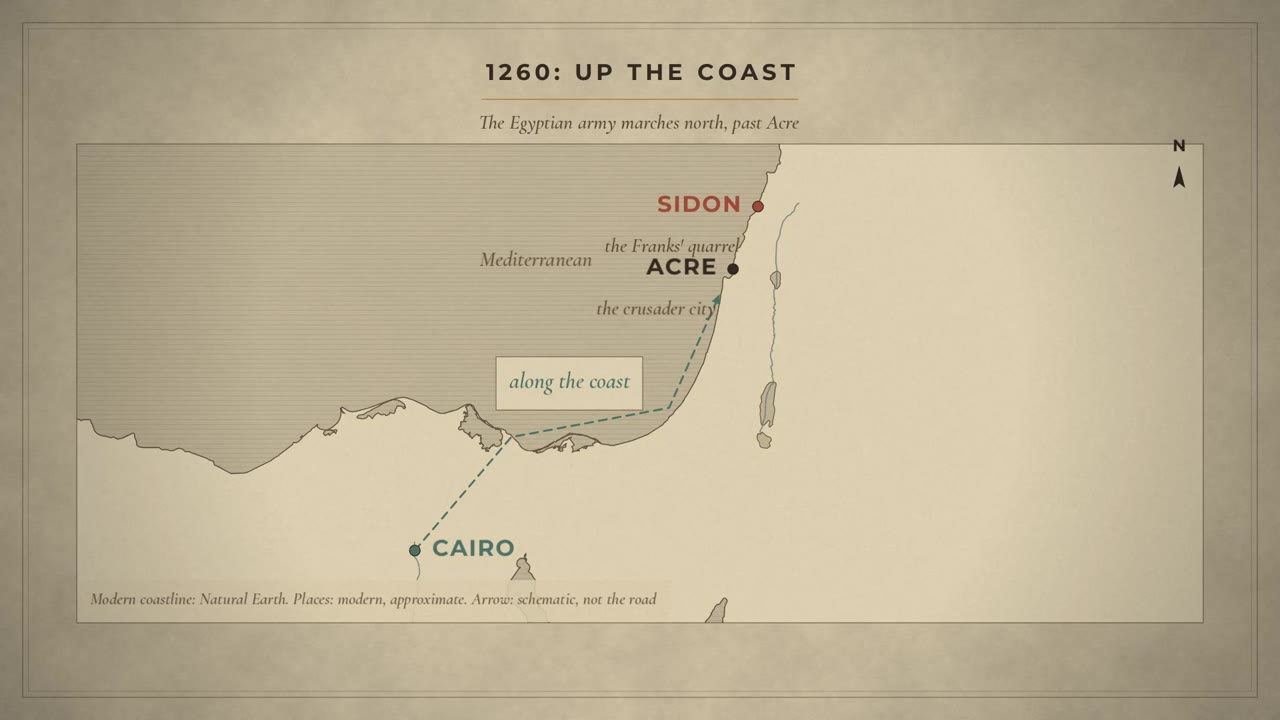 1260: UP THE COAST
The Egyptian army marches north, past Acre
N
SIDON
the Franks' quarrel
Mediterranean
ACRE
the crusader city
along the coast
CAIRO
Modern coastline: Natural Earth. Places: modern, approximate. Arrow: schematic, not the road